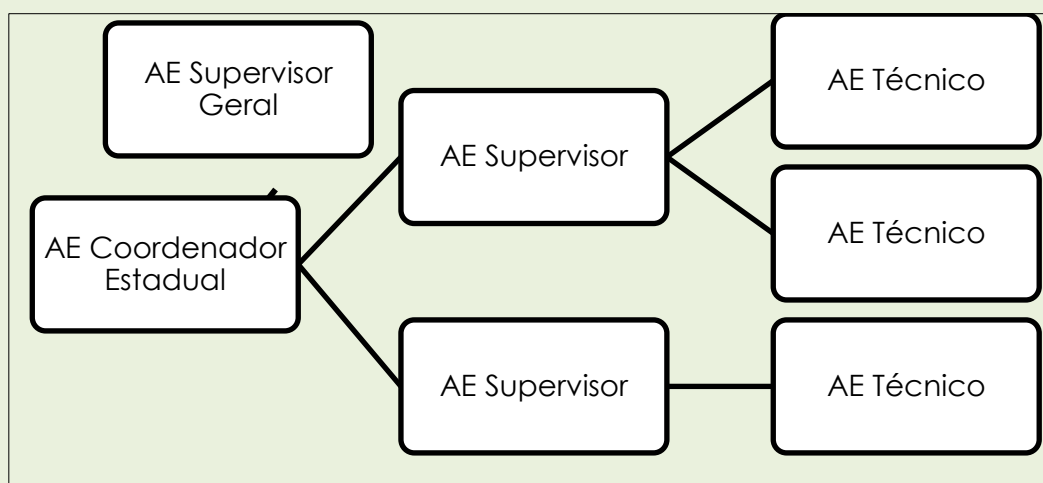 AE Supervisor
Geral
AE Coordenador
Estadual
AE Supervisor
AE Supervisor
AE Técnico
AE Técnico
AE Técnico